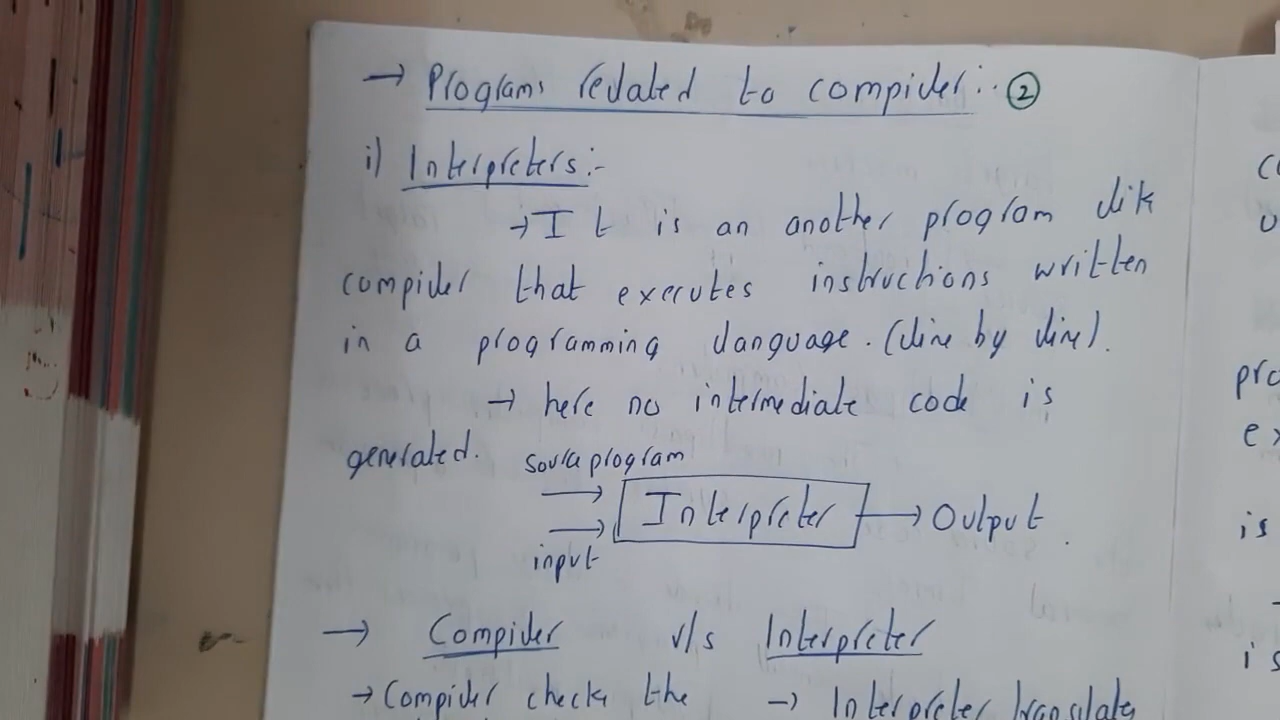 → Programs related to compiler :- ②
i) Interpreters :-
→ It is an another program lik
compiler that executes instructions written
in a programming language. (line by line).
→ here no intermediate code is
generated.
source program
→ Interpreter → Output
→
input
→ Compiler v/s Interpreter
→ Compiler checks the → Interpreter translates